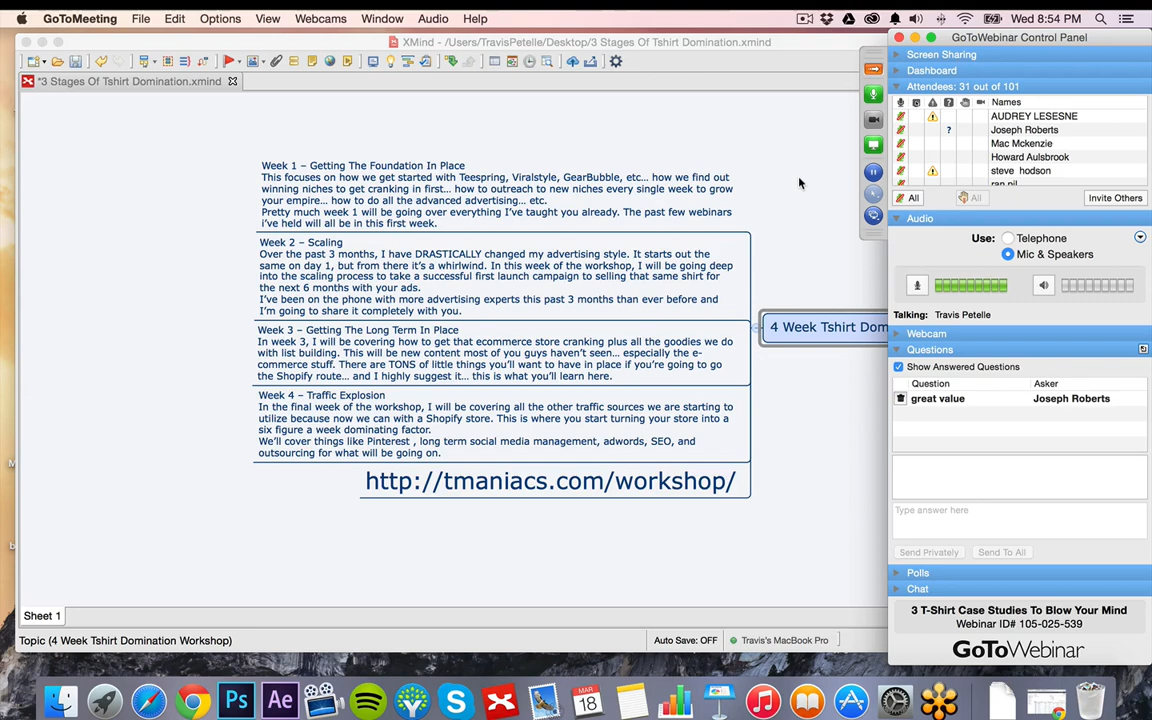 GoToMeeting File Edit Options View Webcams Window Audio Help Wed 8:54 PM
XMind - /Users/TravisPetelle/Desktop/3 Stages Of Tshirt Domination.xmind
*3 Stages Of Tshirt Domination.xmind
Week 1 – Getting The Foundation In Place
This focuses on how we get started with Teespring, Viralstyle, GearBubble, etc… how we find out
winning niches to get cranking in first… how to outreach to new niches every single week to grow
your empire… how to do all the advanced advertising… etc.
Pretty much week 1 will be going over everything I've taught you already. The past few webinars
i've held will all be in this first week.
Week 2 – Scaling
Over the past 3 months, I have DRASTICALLY changed my advertising style. It starts out the
same on day 1, but from there it's a whirlwind. In this week of the workshop, I will be going deep
into the scaling process to take a successful first launch campaign to selling that same shirt for
the next 6 months with your ads.
I've been on the phone with more advertising experts this past 3 months than ever before and
I'm going to share it completely with you.
Week 3 – Getting The Long Term In Place
In week 3, I will be covering how to get that ecommerce store cranking plus all the goodies we do
with list building. This will be new content most of you guys haven't seen… especially the e-
commerce stuff. There are TONS of little things you'll want to have in place if you're going to go
the Shopify route… and I highly suggest it… this is what you'll learn here.
Week 4 – Traffic Explosion
In the final week of the workshop, I will be covering all the other traffic sources we are starting to
utilize because now we can with a Shopify store. This is where you start turning your store into a
six figure a week dominating factor.
We'll cover things like Pinterest , long term social media management, adwords, SEO, and
outsourcing for what will be going on.
http://tmaniacs.com/workshop/
4 Week Tshirt Dom
Sheet 1
Topic (4 Week Tshirt Domination Workshop)
Auto Save: OFF
Travis's MacBook Pro
GoToWebinar Control Panel
Screen Sharing
Dashboard
Attendees: 31 out of 101
Names
AUDREY LESESNE
? Joseph Roberts
Mac Mckenzie
Howard Aulsbrook
steve hodson
All
All
Invite Others
Audio
Use: Telephone
Mic & Speakers
Talking: Travis Petelle
Webcam
Questions
Show Answered Questions
Question Asker
great value Joseph Roberts
Type answer here
Send Privately Send To All
Polls
Chat
3 T-Shirt Case Studies To Blow Your Mind
Webinar ID# 105-025-539
GoToWebinar
Ps Ae
MAR
18